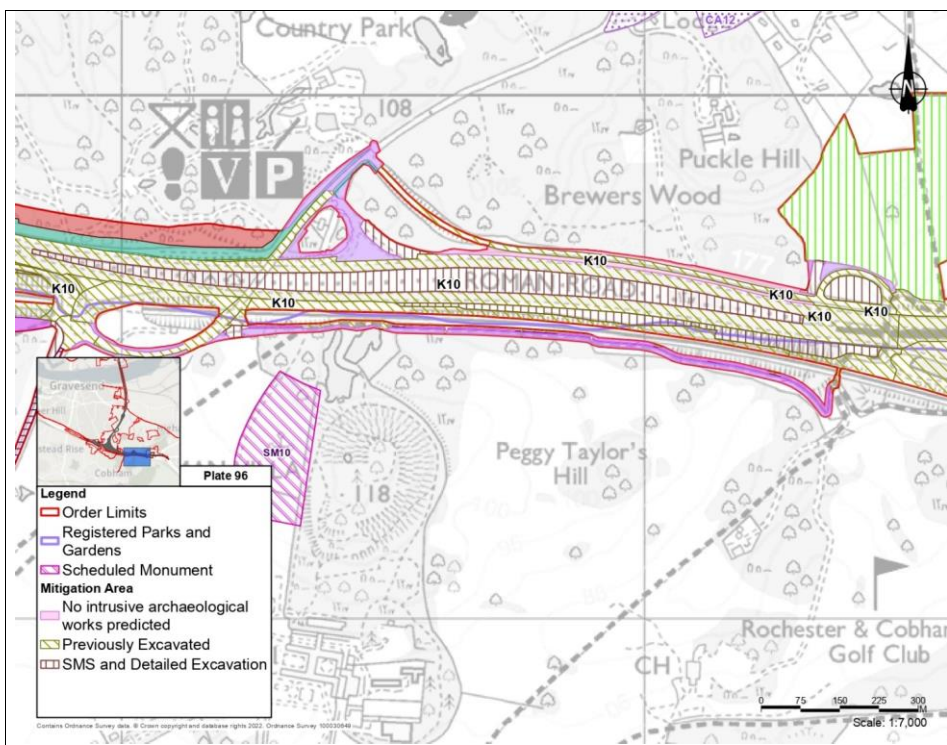 Country Park
CA12
N
108
V P
Puckle Hill
Brewers Wood
177
K10
K10
ROMAN ROAD
K10
K10
K10
K10
K10
Gravesend
Cobham
Plate 96
SM10
118
Peggy Taylor's
Hill
Legend
Order Limits
Registered Parks and
Gardens
Scheduled Monument
Mitigation Area
No intrusive archaeological
works predicted
Previously Excavated
SMS and Detailed Excavation
Rochester & Cobham
Golf Club
CH
0 75 150 225 300
M
Scale: 1:7,000
Contains Ordnance Survey data. © Crown copyright and database rights 2022. Ordnance Survey 100030649